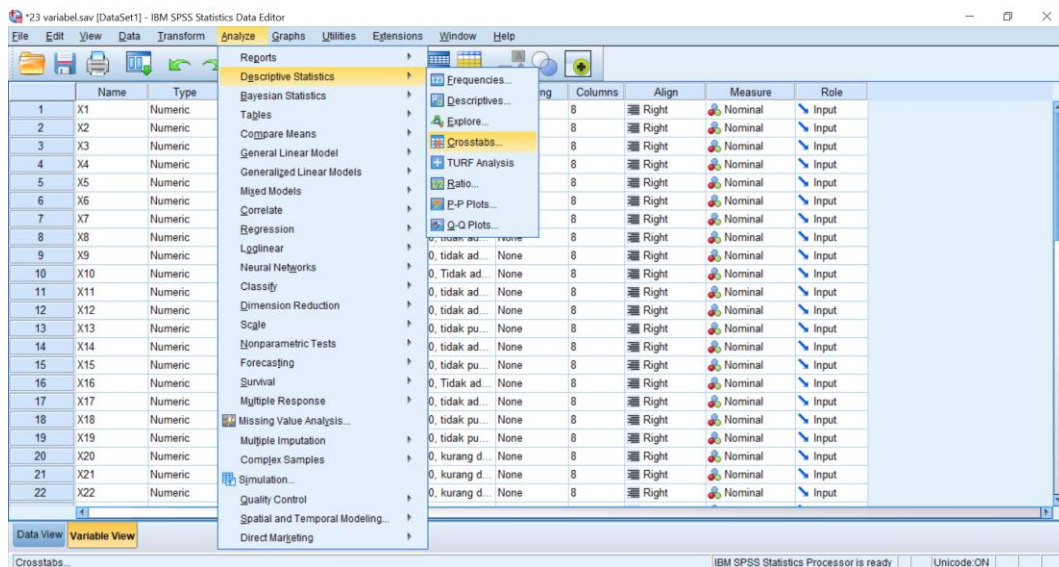 *23 variabel.sav [DataSet1] - IBM SPSS Statistics Data Editor
File Edit View Data Transform Analyze Graphs Utilities Extensions Window Help
Reports
Descriptive Statistics
Bayesian Statistics
Tables
Compare Means
General Linear Model
Generalized Linear Models
Mixed Models
Correlate
Regression
Loglinear
Neural Networks
Classify
Dimension Reduction
Scale
Nonparametric Tests
Forecasting
Survival
Multiple Response
Missing Value Analysis...
Multiple Imputation
Complex Samples
Simulation...
Quality Control
Spatial and Temporal Modeling...
Direct Marketing
Frequencies...
Descriptives...
Explore...
Crosstabs...
TURF Analysis
Ratio...
P-P Plots...
Q-Q Plots...
Name Type ng Columns Align Measure Role
1 X1 Numeric 8 Right Nominal Input
2 X2 Numeric 8 Right Nominal Input
3 X3 Numeric 8 Right Nominal Input
4 X4 Numeric 8 Right Nominal Input
5 X5 Numeric 8 Right Nominal Input
6 X6 Numeric 8 Right Nominal Input
7 X7 Numeric 8 Right Nominal Input
8 X8 Numeric 0, tidak ad... None 8 Right Nominal Input
9 X9 Numeric 0, tidak ad... None 8 Right Nominal Input
10 X10 Numeric 0, Tidak ad... None 8 Right Nominal Input
11 X11 Numeric 0, tidak ad... None 8 Right Nominal Input
12 X12 Numeric 0, tidak ad... None 8 Right Nominal Input
13 X13 Numeric 0, tidak pu... None 8 Right Nominal Input
14 X14 Numeric 0, tidak ad... None 8 Right Nominal Input
15 X15 Numeric 0, tidak pu... None 8 Right Nominal Input
16 X16 Numeric 0, Tidak ad... None 8 Right Nominal Input
17 X17 Numeric 0, tidak ad... None 8 Right Nominal Input
18 X18 Numeric 0, tidak pu... None 8 Right Nominal Input
19 X19 Numeric 0, tidak pu... None 8 Right Nominal Input
20 X20 Numeric 0, kurang d... None 8 Right Nominal Input
21 X21 Numeric 0, kurang d... None 8 Right Nominal Input
22 X22 Numeric 0, kurang d... None 8 Right Nominal Input
Data View Variable View
Crosstabs... IBM SPSS Statistics Processor is ready Unicode:ON